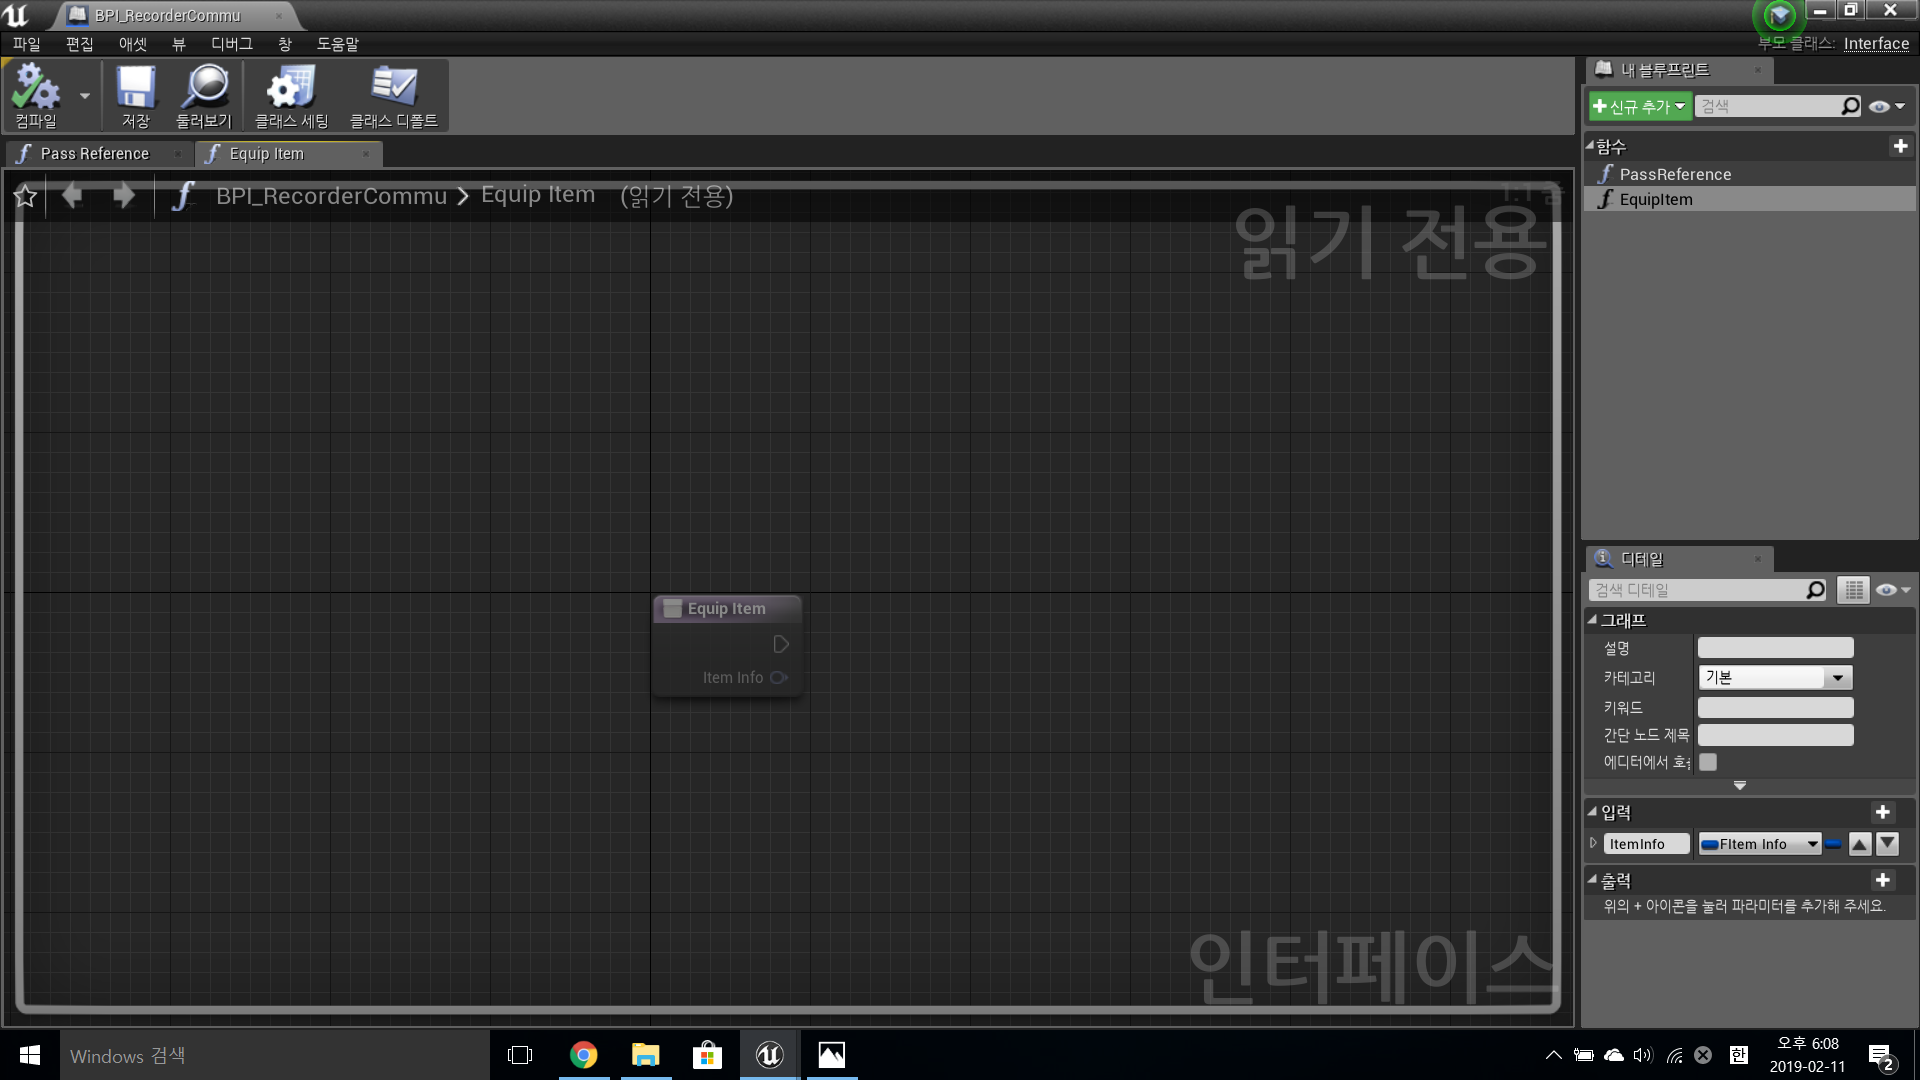 BPI_RecorderCommu
파일 편집 애셋 뷰 디버그 창 도움말
부모 클래스: Interface
컴파일 저장 둘러보기 클래스 세팅 클래스 디폴트
내 블루프린트
신규 추가 검색
Pass Reference Equip Item
함수
PassReference
EquipItem
BPI_RecorderCommu > Equip Item (읽기 전용)
1:1 줌
읽기 전용
Equip Item
Item Info
인터페이스
디테일
검색 디테일
그래프
설명
카테고리 기본
키워드
간단 노드 제목
에디터에서
입력
ItemInfo FItem Info
출력
위의 + 아이콘을 눌러 파라미터를 추가해 주세요.
Windows 검색
한
오후 6:08
2019-02-11
2